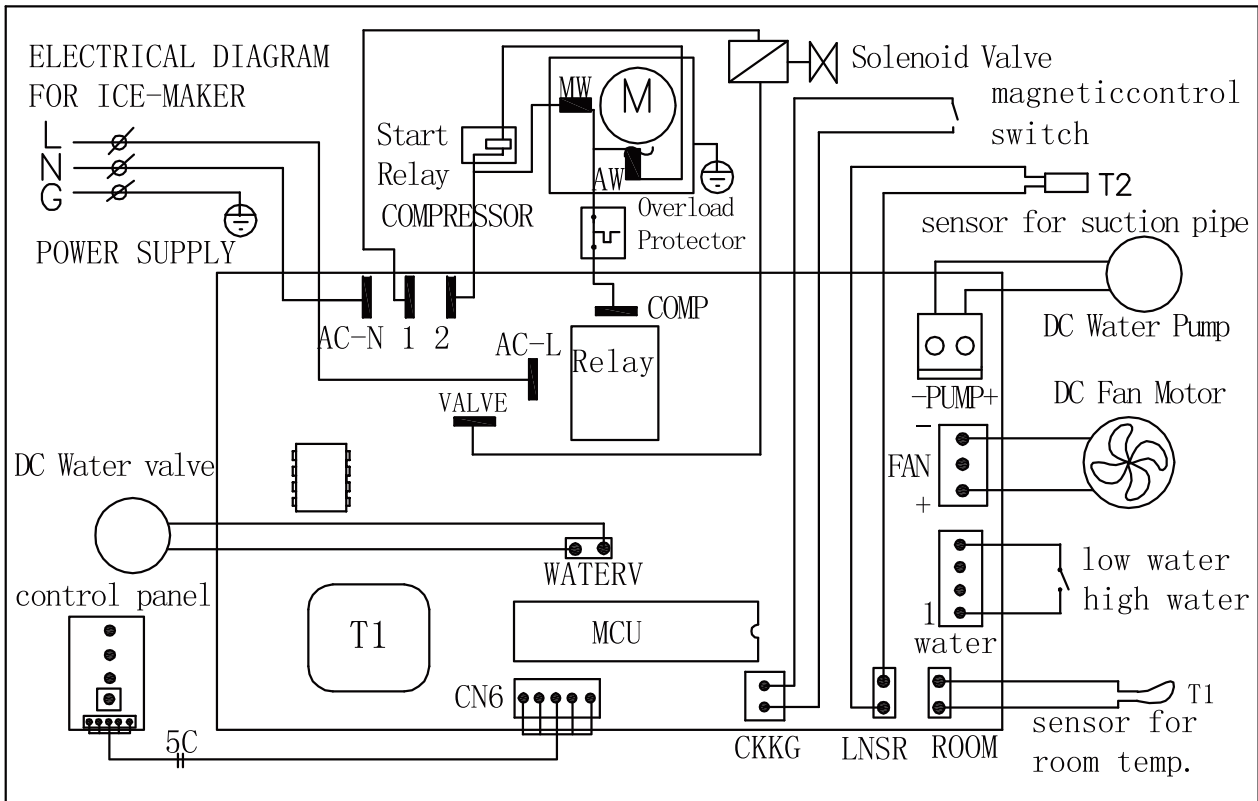 ELECTRICAL DIAGRAM
FOR ICE-MAKER
L
N
G
POWER SUPPLY
Start
Relay
COMPRESSOR
MW
M
AW
Overload
Protector
Solenoid Valve
magneticcontrol
switch
T2
sensor for suction pipe
DC Water Pump
AC-N 1 2
COMP
AC-L
Relay
VALVE
-PUMP+
DC Fan Motor
-
FAN
+
DC Water valve
WATERV
low water
high water
1
water
control panel
T1
MCU
CN6
5C
CKKG
LNSR
ROOM
T1
sensor for
room temp.